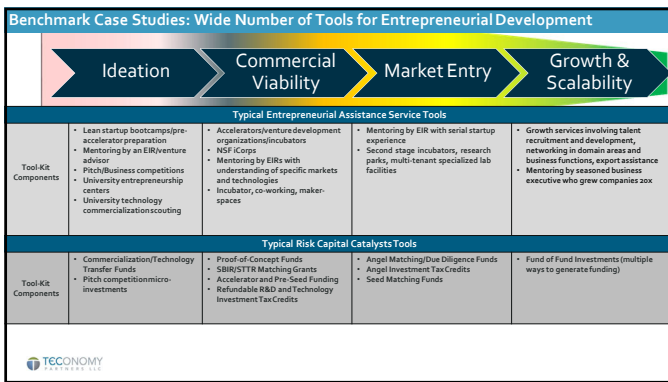 Benchmark Case Studies: Wide Number of Tools for Entrepreneurial Development
Ideation
Commercial
Viability
Market Entry
Growth &
Scalability
Typical Entrepreneurial Assistance Service Tools
Tool-Kit
Components
• Lean startup bootcamps/pre-
accelerator preparation
• Mentoring by an EIR/venture
advisor
• Pitch/Business competitions
• University entrepreneurship
centers
• University technology
commercialization scouting
• Accelerators/venture development
organizations/incubators
• NSF iCorps
• Mentoring by EIRs with
understanding of specific markets
and technologies
• Incubator, co-working, maker-
spaces
• Mentoring by EIR with serial startup
experience
• Second stage incubators, research
parks, multi-tenant specialized lab
facilities
• Growth services involving talent
recruitment and development,
networking in domain areas and
business functions, export assistance
• Mentoring by seasoned business
executive who grew companies 20x
Typical Risk Capital Catalysts Tools
Tool-Kit
Components
• Commercialization/Technology
Transfer Funds
• Pitch competition micro-
investments
• Proof-of-Concept Funds
• SBIR/STTR Matching Grants
• Accelerator and Pre-Seed Funding
• Refundable R&D and Technology
Investment Tax Credits
• Angel Matching/Due Diligence Funds
• Angel Investment Tax Credits
• Seed Matching Funds
• Fund of Fund Investments (multiple
ways to generate funding)
TECONOMY
PARTNERS LLC